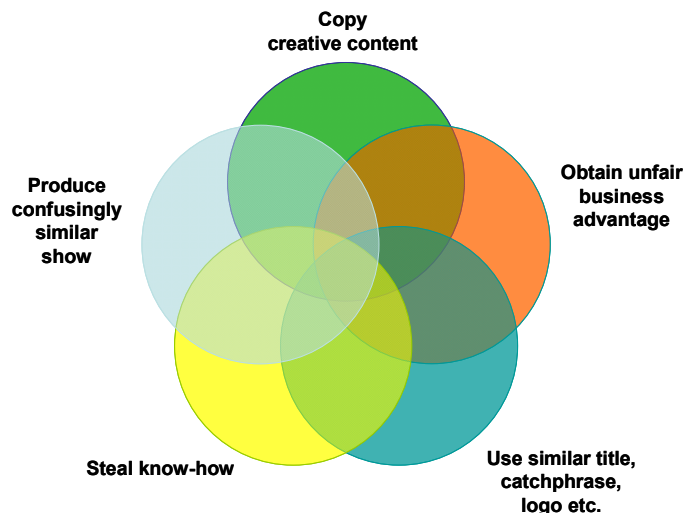 Copy
creative content
Obtain unfair
business
advantage
Produce
confusingly
similar
show
Steal know-how
Use similar title,
catchphrase,
logo etc.